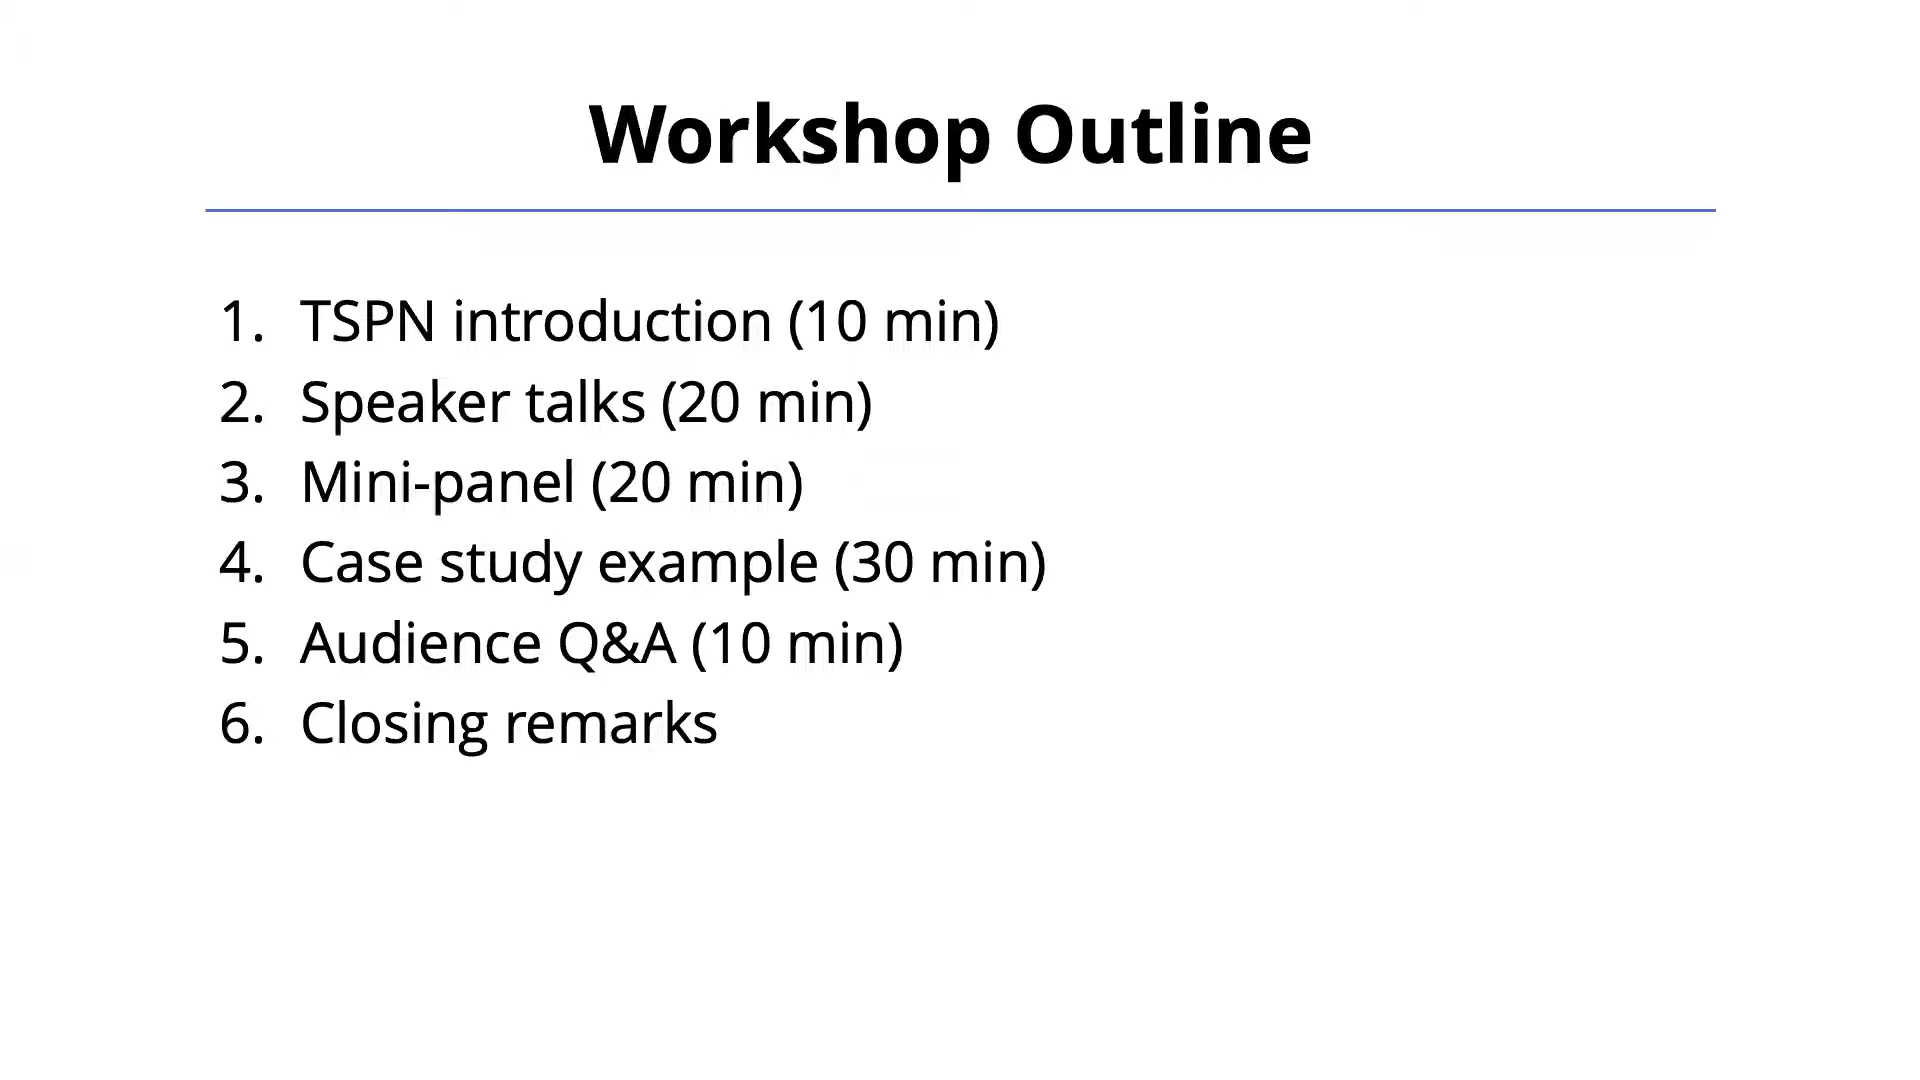 Workshop Outline
1. TSPN introduction (10 min)
2. Speaker talks (20 min)
3. Mini-panel (20 min)
4. Case study example (30 min)
5. Audience Q&A (10 min)
6. Closing remarks